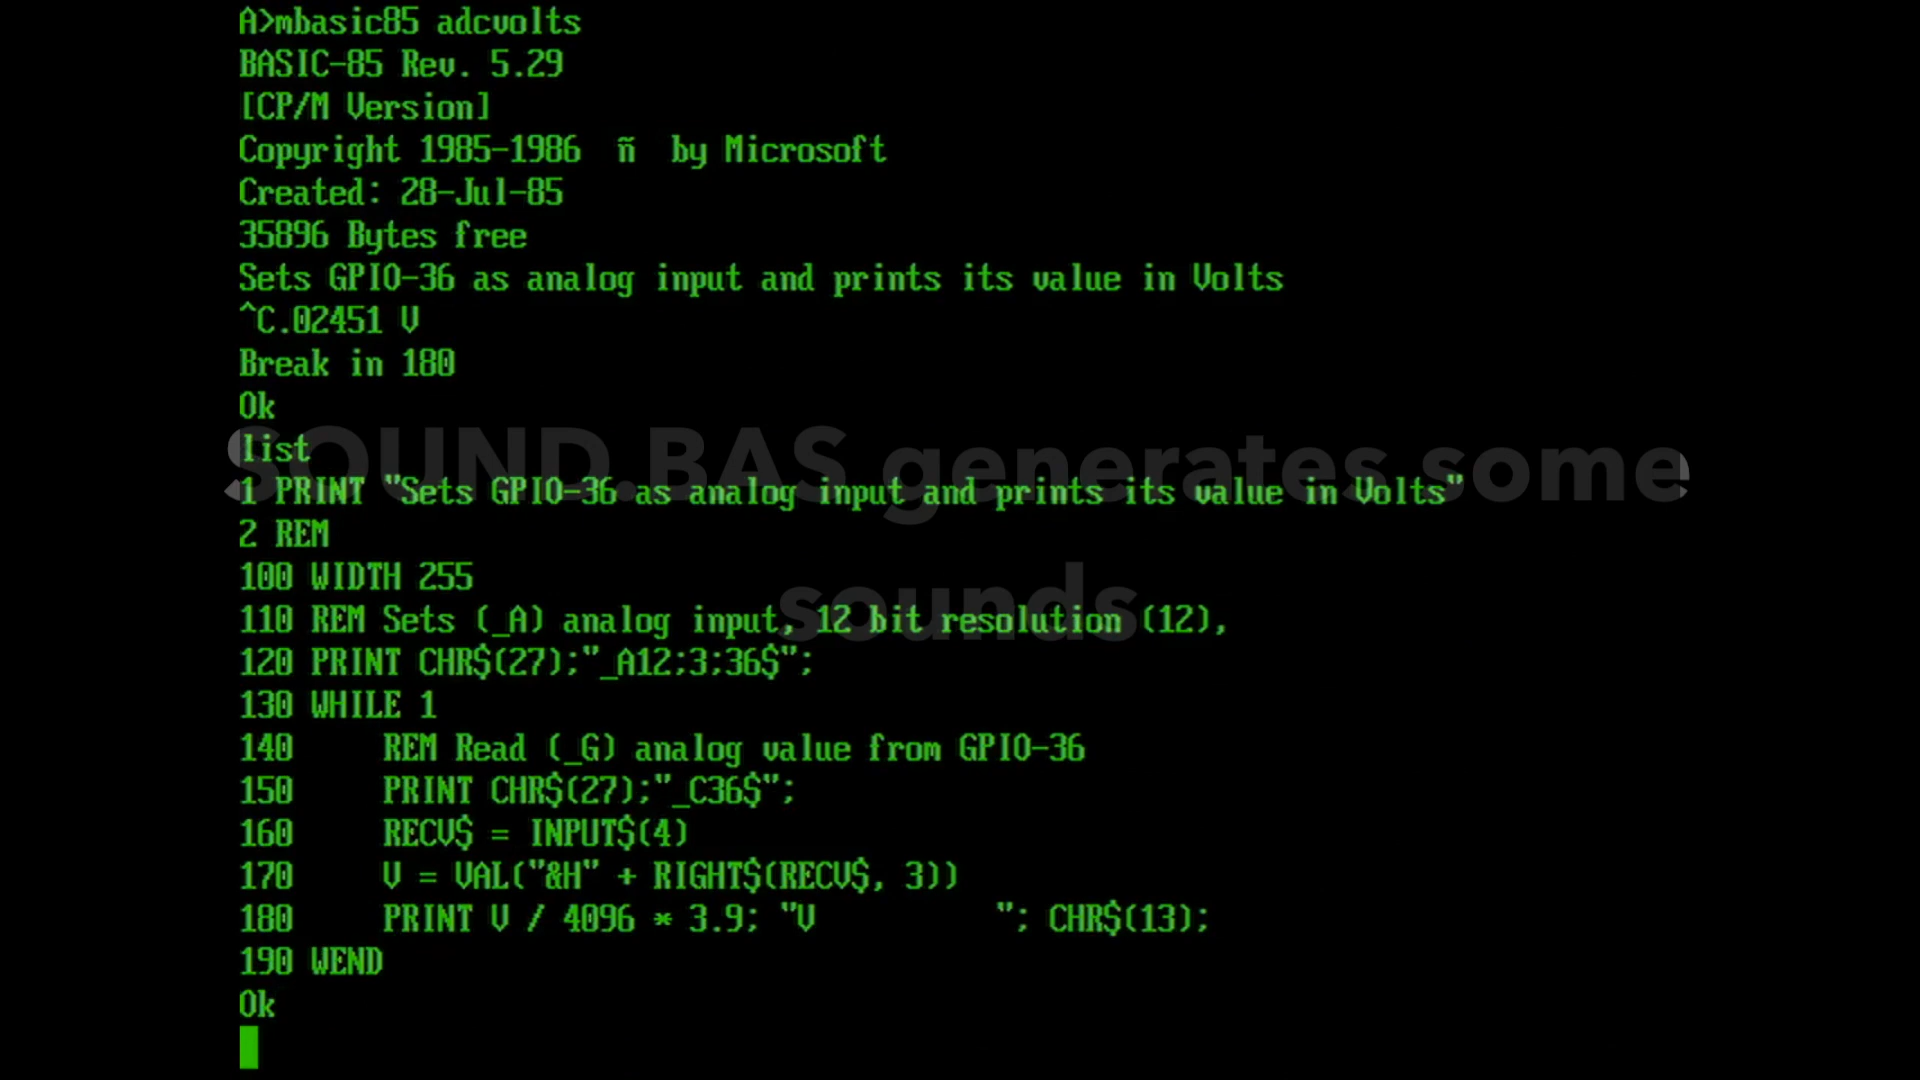 A>mbasic85 adcvolts
BASIC-85 Rev. 5.29
[CP/M Version]
Copyright 1985-1986  ñ  by Microsoft
Created: 28-Jul-85
35896 Bytes free
Sets GPIO-36 as analog input and prints its value in Volts
^C.02451 V
Break in 180
Ok
list
1 PRINT "Sets GPIO-36 as analog input and prints its value in Volts"
2 REM
100 WIDTH 255
110 REM Sets (_A) analog input, 12 bit resolution (12),
120 PRINT CHR$(27);"_A12;3;36$";
130 WHILE 1
140     REM Read (_G) analog value from GPIO-36
150     PRINT CHR$(27);"_C36$";
160     RECV$ = INPUT$(4)
170     V = VAL("&H" + RIGHT$(RECV$, 3))
180     PRINT V / 4096 * 3.9; "V          "; CHR$(13);
190 WEND
Ok
SOUND.BAS generates some
sounds